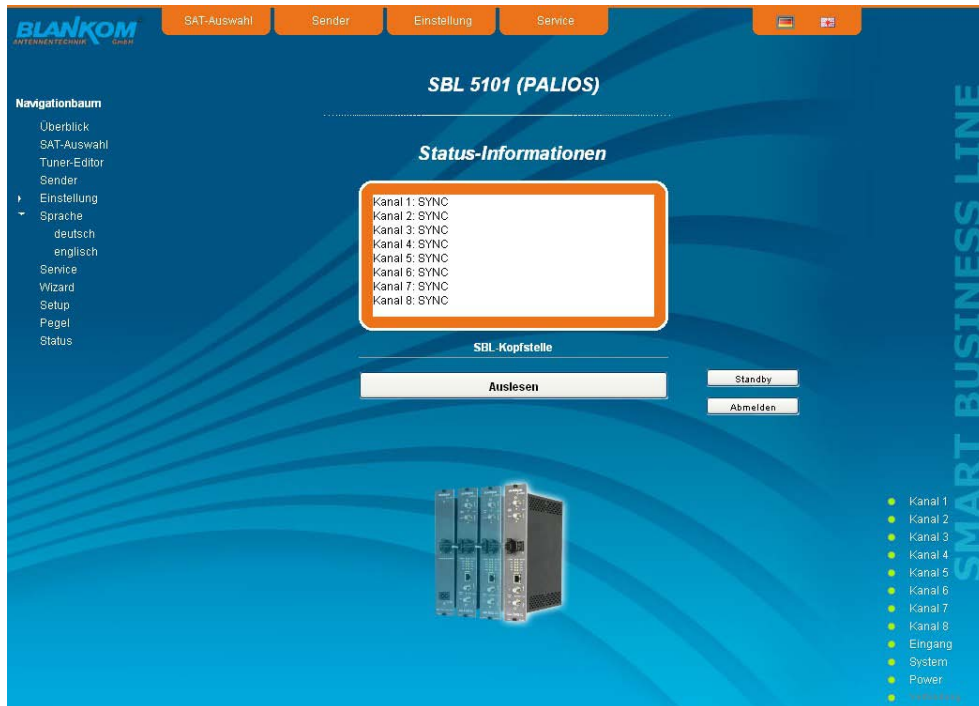 BLANKOM
ANTENNENTECHNIK GmbH
SAT-Auswahl
Sender
Einstellung
Service
SBL 5101 (PALIOS)
Navigationbaum
Überblick
SAT-Auswahl
Tuner-Editor
Sender
Einstellung
Sprache
deutsch
englisch
Service
Wizard
Setup
Pegel
Status
Status-Informationen
Kanal 1: SYNC
Kanal 2: SYNC
Kanal 3: SYNC
Kanal 4: SYNC
Kanal 5: SYNC
Kanal 6: SYNC
Kanal 7: SYNC
Kanal 8: SYNC
SBL-Kopfstelle
Auslesen
Standby
Abmelden
SMART BUSINESS LINE
Kanal 1
Kanal 2
Kanal 3
Kanal 4
Kanal 5
Kanal 6
Kanal 7
Kanal 8
Eingang
System
Power